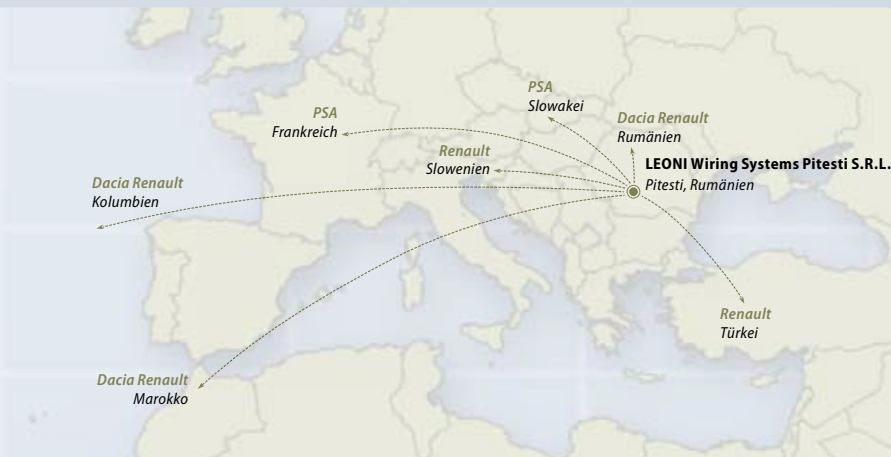 PSA
Slowakei
PSA
Frankreich
Dacia Renault
Rumänien
Renault
Slowenien
LEONI Wiring Systems Pitesti S.R.L.
Pitesti, Rumänien
Dacia Renault
Kolumbien
Renault
Türkei
Dacia Renault
Marokko